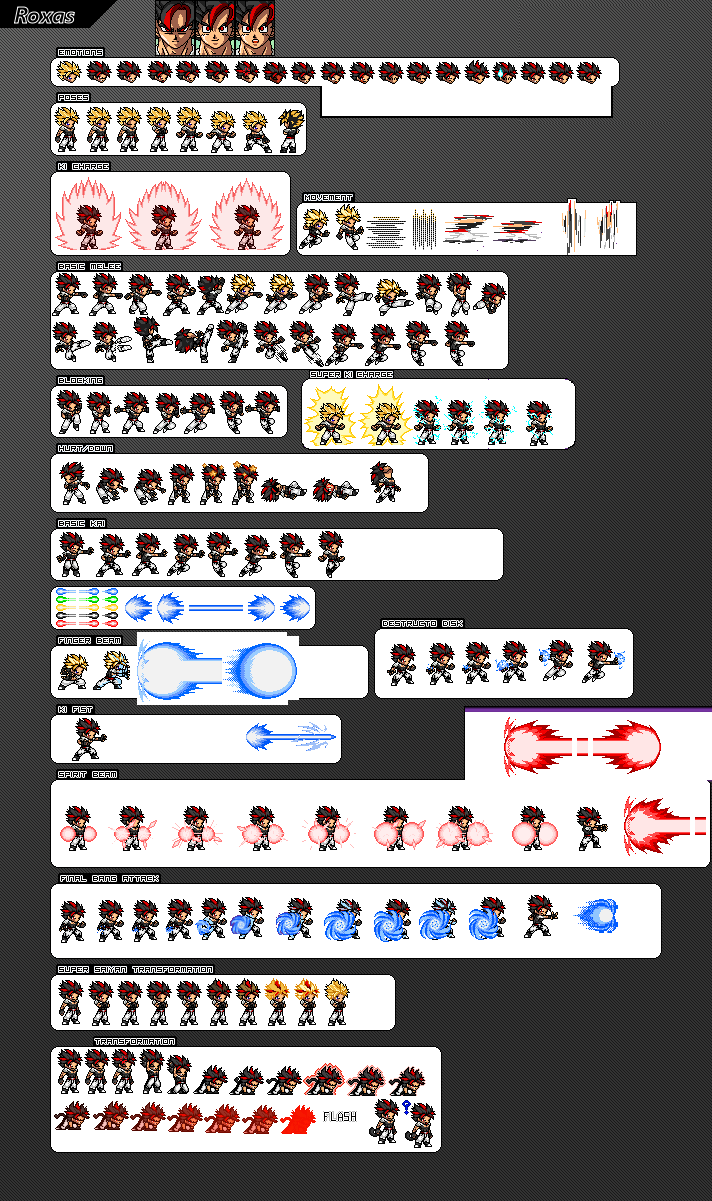 Roxas
EMOTIONS
POSES
KI CHARGE
MOVEMENT
BASIC MELEE
SUPER KI CHARGE
BLOCKING
HURT/DOWN
BASIC KAI
DESTRUCTO DISK
FINGER BEAM
KI FIST
SPIRIT BEAM
FINAL BANG ATTACK
SUPER SAIYAN TRANSFORMATION
TRANSFORMATION
FLASH
?